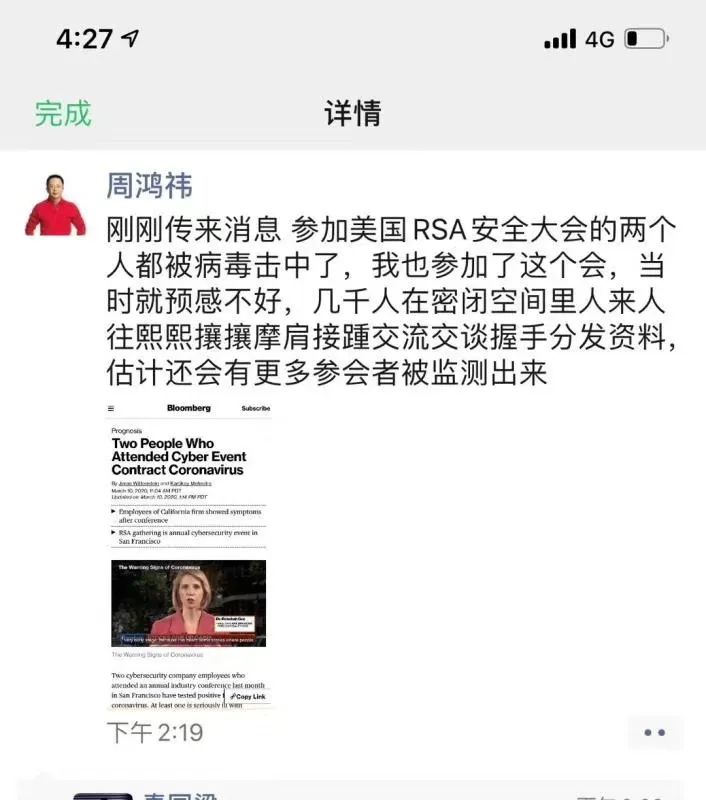 4:27
4G
完成
详情
周鸿祎
刚刚传来消息 参加美国RSA安全大会的两个
人都被病毒击中了，我也参加了这个会，当
时就预感不好，几千人在密闭空间里人来人
往熙熙攘攘摩肩接踵交流交谈握手分发资料，
估计还会有更多参会者被监测出来
Bloomberg
Subscribe
Prognosis
Two People Who
Attended Cyber Event
Contract Coronavirus
March 10, 2020, 11:04 AM PDT
Updated on March 10, 2020, 1:14 PM PDT
Employees of California firm showed symptoms
after conference
RSA gathering is annual cybersecurity event in
San Francisco
The Warning Signs of Coronavirus
The Warning Signs of Coronavirus
Two cybersecurity company employees who
attended an annual industry conference last month
in San Francisco have tested positive
Copy Link
coronavirus. At least one is seriously ill with
下午2:19